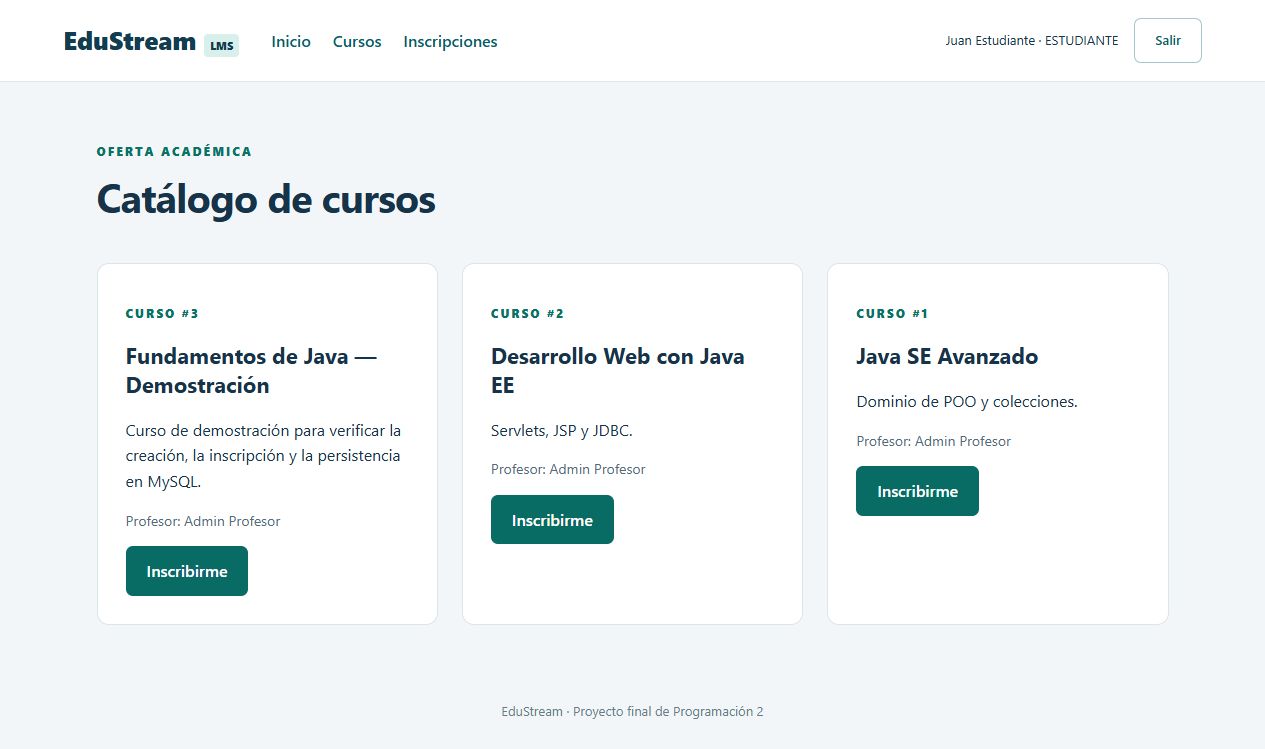 EduStream LMS Inicio Cursos Inscripciones Juan Estudiante · ESTUDIANTE Salir
OFERTA ACADÉMICA
Catálogo de cursos
CURSO #3
Fundamentos de Java —
Demostración
Curso de demostración para verificar la
creación, la inscripción y la persistencia
en MySQL.
Profesor: Admin Profesor
Inscribirme
CURSO #2
Desarrollo Web con Java
EE
Servlets, JSP y JDBC.
Profesor: Admin Profesor
Inscribirme
CURSO #1
Java SE Avanzado
Dominio de POO y colecciones.
Profesor: Admin Profesor
Inscribirme
EduStream · Proyecto final de Programación 2